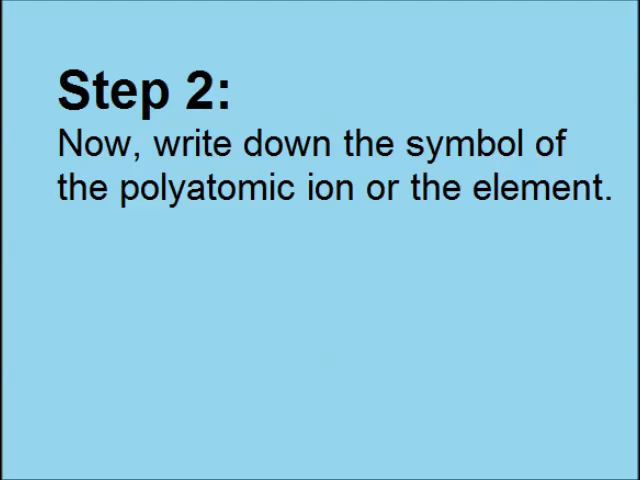 Step 2:
Now, write down the symbol of
the polyatomic ion or the element.